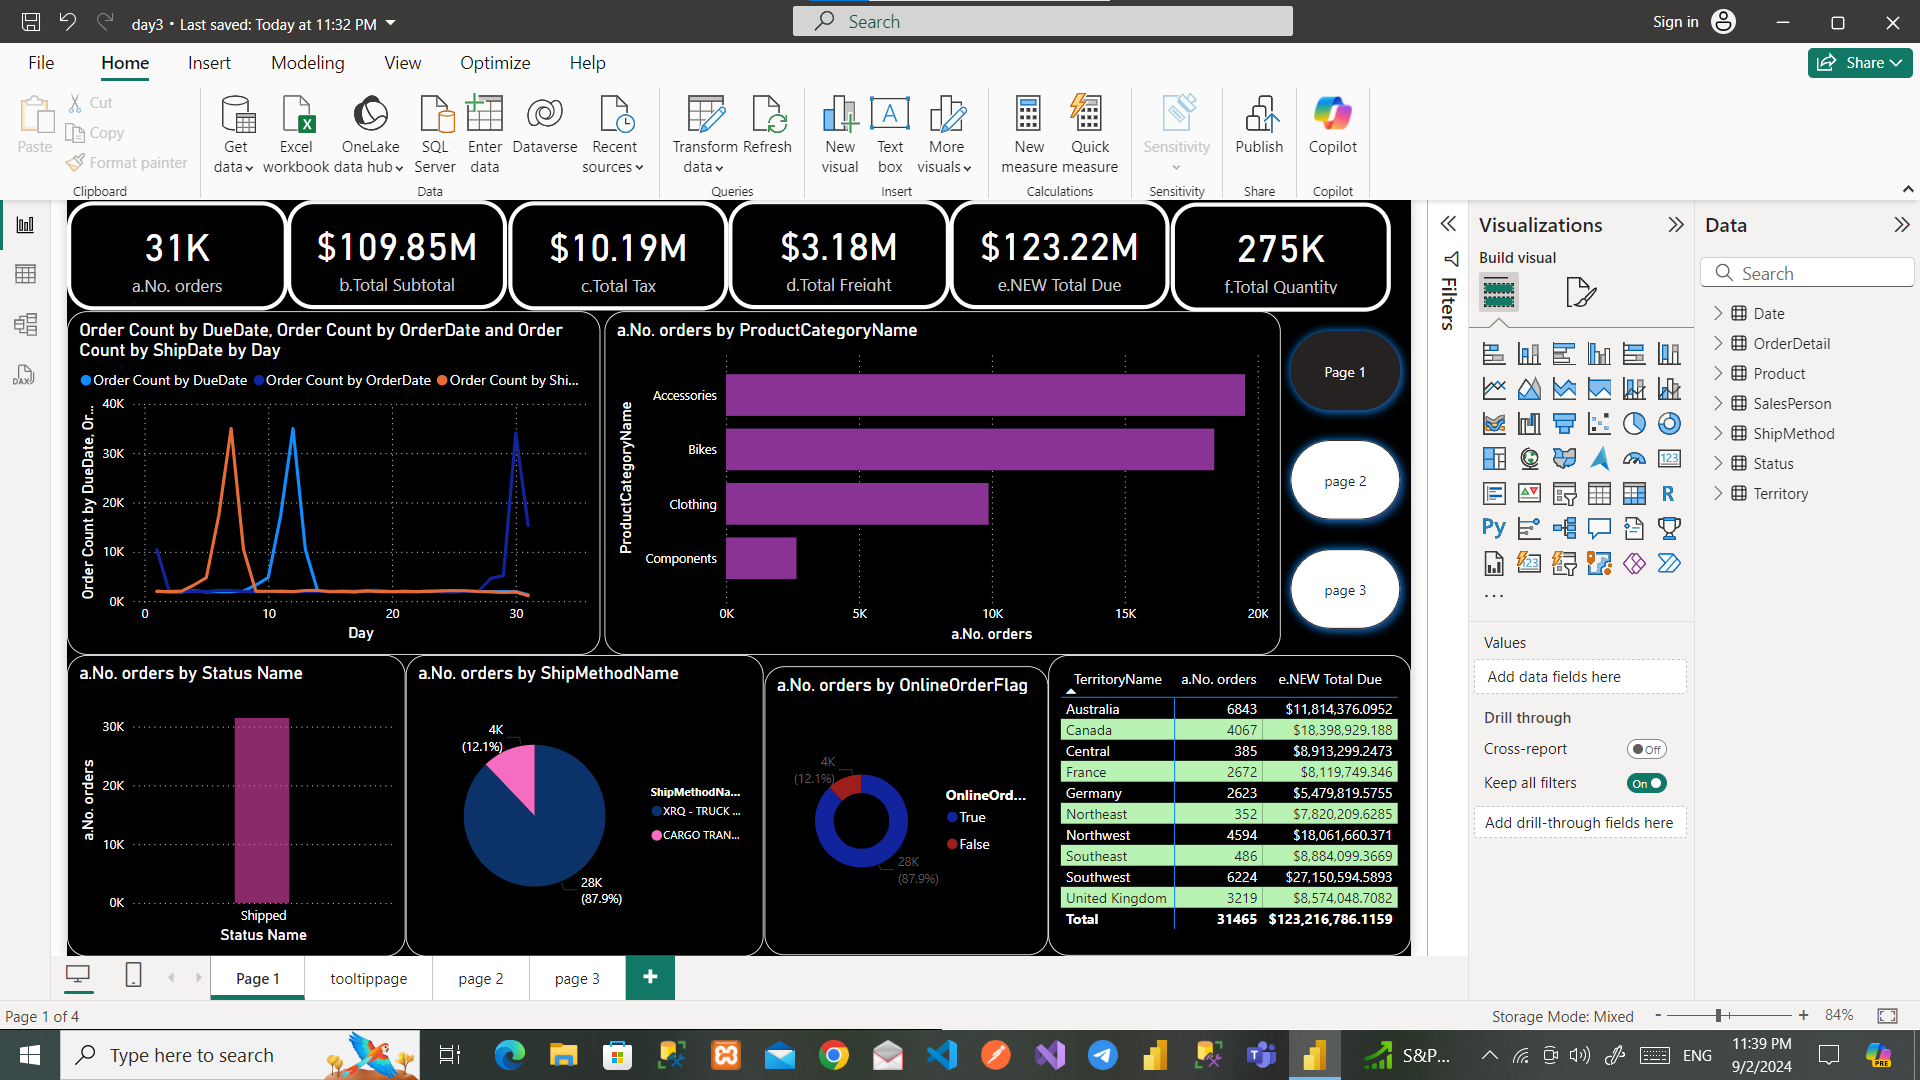 day3 • Last saved: Today at 11:32 PM
Search
Sign in
File
Home
Insert
Modeling
View
Optimize
Help
Share
Paste
Cut
Copy
Format painter
Clipboard
Get data
Excel workbook
OneLake data hub
SQL Server
Enter data
Dataverse
Recent sources
Data
Transform data
Refresh
Queries
New visual
Text box
More visuals
Insert
New measure
Quick measure
Calculations
Sensitivity
Sensitivity
Publish
Share
Copilot
Copilot
31K
a.No. orders
$109.85M
b.Total Subtotal
$10.19M
c.Total Tax
$3.18M
d.Total Freight
$123.22M
e.NEW Total Due
275K
f.Total Quantity
Order Count by DueDate, Order Count by OrderDate and Order
Count by ShipDate by Day
Order Count by DueDate
Order Count by OrderDate
Order Count by Shi...
Order Count by DueDate, Or...
40K
30K
20K
10K
0K
0
10
20
30
Day
a.No. orders by ProductCategoryName
ProductCategoryName
Accessories
Bikes
Clothing
Components
0K
5K
10K
15K
20K
a.No. orders
Page 1
page 2
page 3
a.No. orders by Status Name
a.No. orders
30K
20K
10K
0K
Shipped
Status Name
a.No. orders by ShipMethodName
4K
(12.1%)
28K
(87.9%)
ShipMethodNa...
XRQ - TRUCK ...
CARGO TRAN...
a.No. orders by OnlineOrderFlag
4K
(12.1%)
28K
(87.9%)
OnlineOrd...
True
False
TerritoryName a.No. orders e.NEW Total Due
Australia 6843 $11,814,376.0952
Canada 4067 $18,398,929.188
Central 385 $8,913,299.2473
France 2672 $8,119,749.346
Germany 2623 $5,479,819.5755
Northeast 352 $7,820,209.6285
Northwest 4594 $18,061,660.371
Southeast 486 $8,884,099.3669
Southwest 6224 $27,150,594.5893
United Kingdom 3219 $8,574,048.7082
Total 31465 $123,216,786.1159
Filters
Visualizations
Build visual
123
R
Py
123
Values
Add data fields here
Drill through
Cross-report
Off
Keep all filters
On
Add drill-through fields here
Data
Search
Date
OrderDetail
Product
SalesPerson
ShipMethod
Status
Territory
DAX
Page 1
tooltippage
page 2
page 3
Page 1 of 4
Storage Mode: Mixed
- + 84%
Type here to search
S&P...
ENG
11:39 PM
9/2/2024
PRE